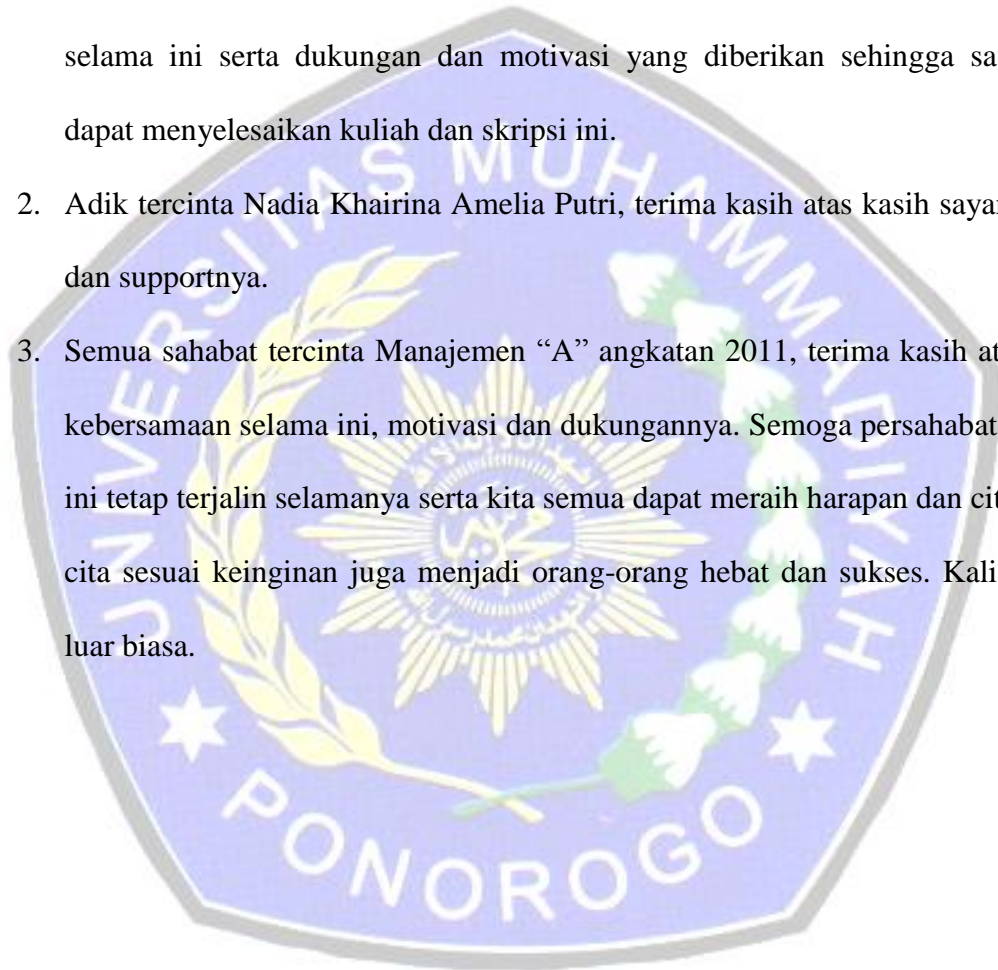 selama ini serta dukungan dan motivasi yang diberikan sehingga sa
dapat menyelesaikan kuliah dan skripsi ini.
2. Adik tercinta Nadia Khairina Amelia Putri, terima kasih atas kasih saya
dan supportnya.
3. Semua sahabat tercinta Manajemen “A” angkatan 2011, terima kasih at
kebersamaan selama ini, motivasi dan dukungannya. Semoga persahabat
ini tetap terjalin selamanya serta kita semua dapat meraih harapan dan cit
cita sesuai keinginan juga menjadi orang-orang hebat dan sukses. Kali
luar biasa.
UNIVERSITAS MUHAMMADIYAH
PONOROGO